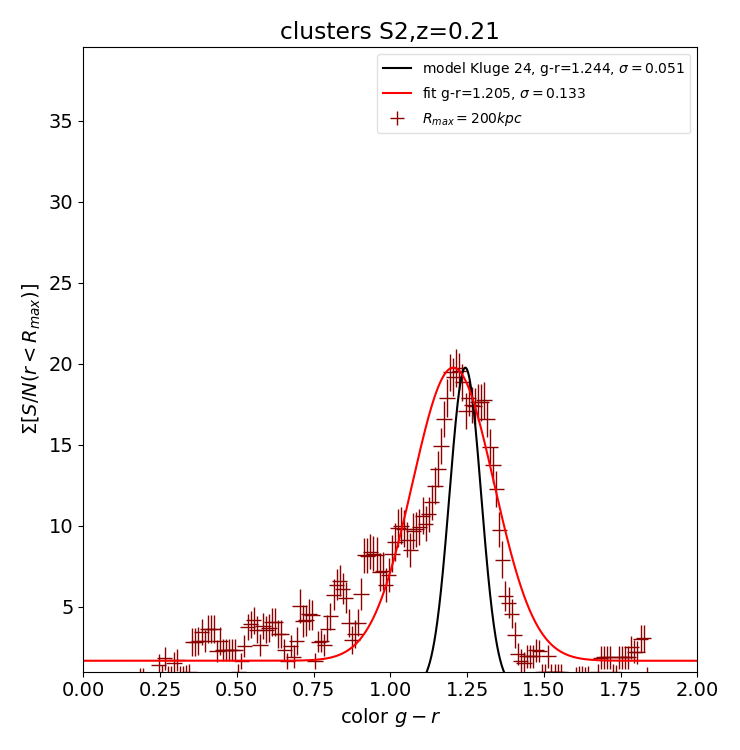 clusters S2,z=0.21
model Kluge 24, g-r=1.244, σ=0.051
fit g-r=1.205, σ=0.133
R_max = 200kpc
Σ[S/N(r < R_max)]
35
30
25
20
15
10
5
0.00 0.25 0.50 0.75 1.00 1.25 1.50 1.75 2.00
color g − r